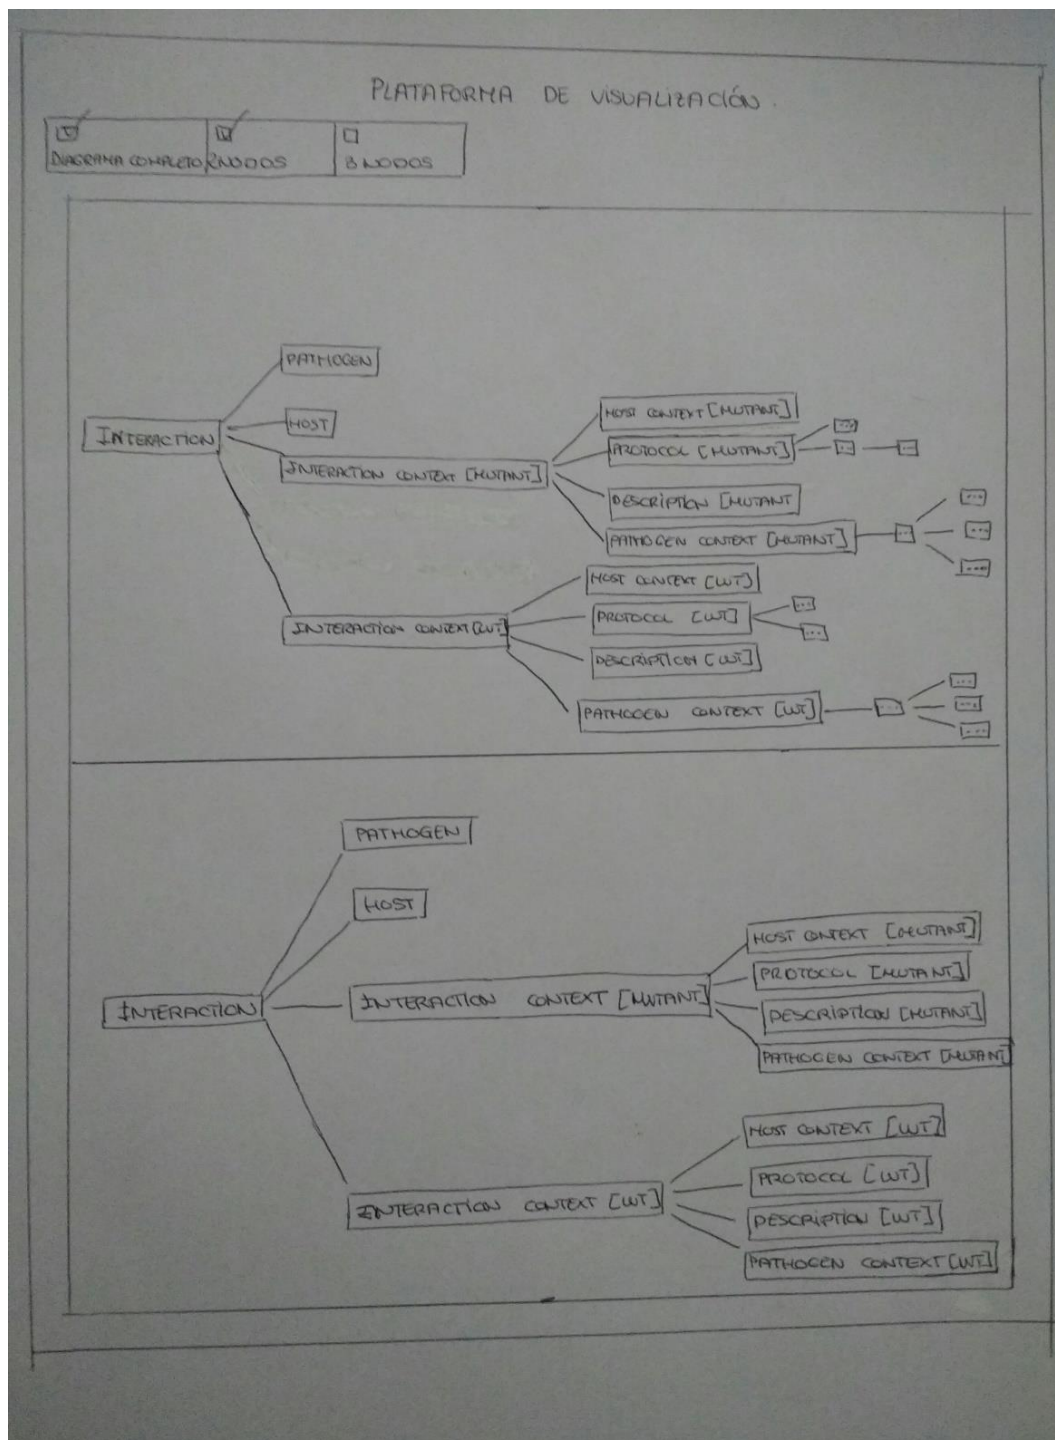 PLATAFORMA DE VISUALIZACIÓN.
DIAGRAMA COMPLETO 2NODOS 3 NODOS
PATHOGEN
HOST
INTERACTION
INTERACTION CONTEXT [MUTANT]
HOST CONTEXT [MUTANT]
...
PROTOCOL [MUTANT] ... ...
DESCRIPTION [MUTANT
PATHOGEN CONTEXT [MUTANT] ...
...
...
...
INTERACTION CONTEXT [WT]
HOST CONTEXT [WT]
PROTOCOL [WT] ...
...
DESCRIPTION [WT]
PATHOGEN CONTEXT [WT] ...
...
...
...
PATHOGEN
HOST
INTERACTION
INTERACTION CONTEXT [MUTANT]
HOST CONTEXT [MUTANT]
PROTOCOL [MUTANT]
DESCRIPTION [MUTANT]
PATHOGEN CONTEXT [MUTANT]
INTERACTION CONTEXT [WT]
HOST CONTEXT [WT]
PROTOCOL [WT]
DESCRIPTION [WT]
PATHOGEN CONTEXT [WT]